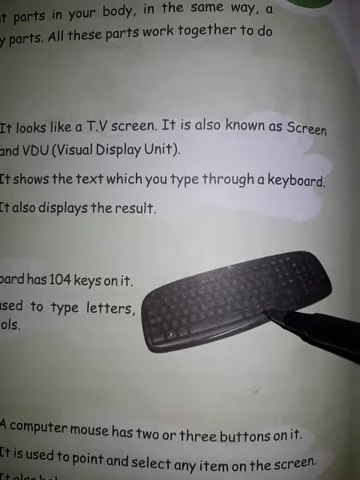 parts in your body, in the same way, a
parts. All these parts work together to do
It looks like a T.V screen. It is also known as Screen
and VDU (Visual Display Unit).
It shows the text which you type through a keyboard.
It also displays the result.
has 104 keys on it.
used to type letters,
A computer mouse has two or three buttons on it.
It is used to point and select any item on the screen.
It also